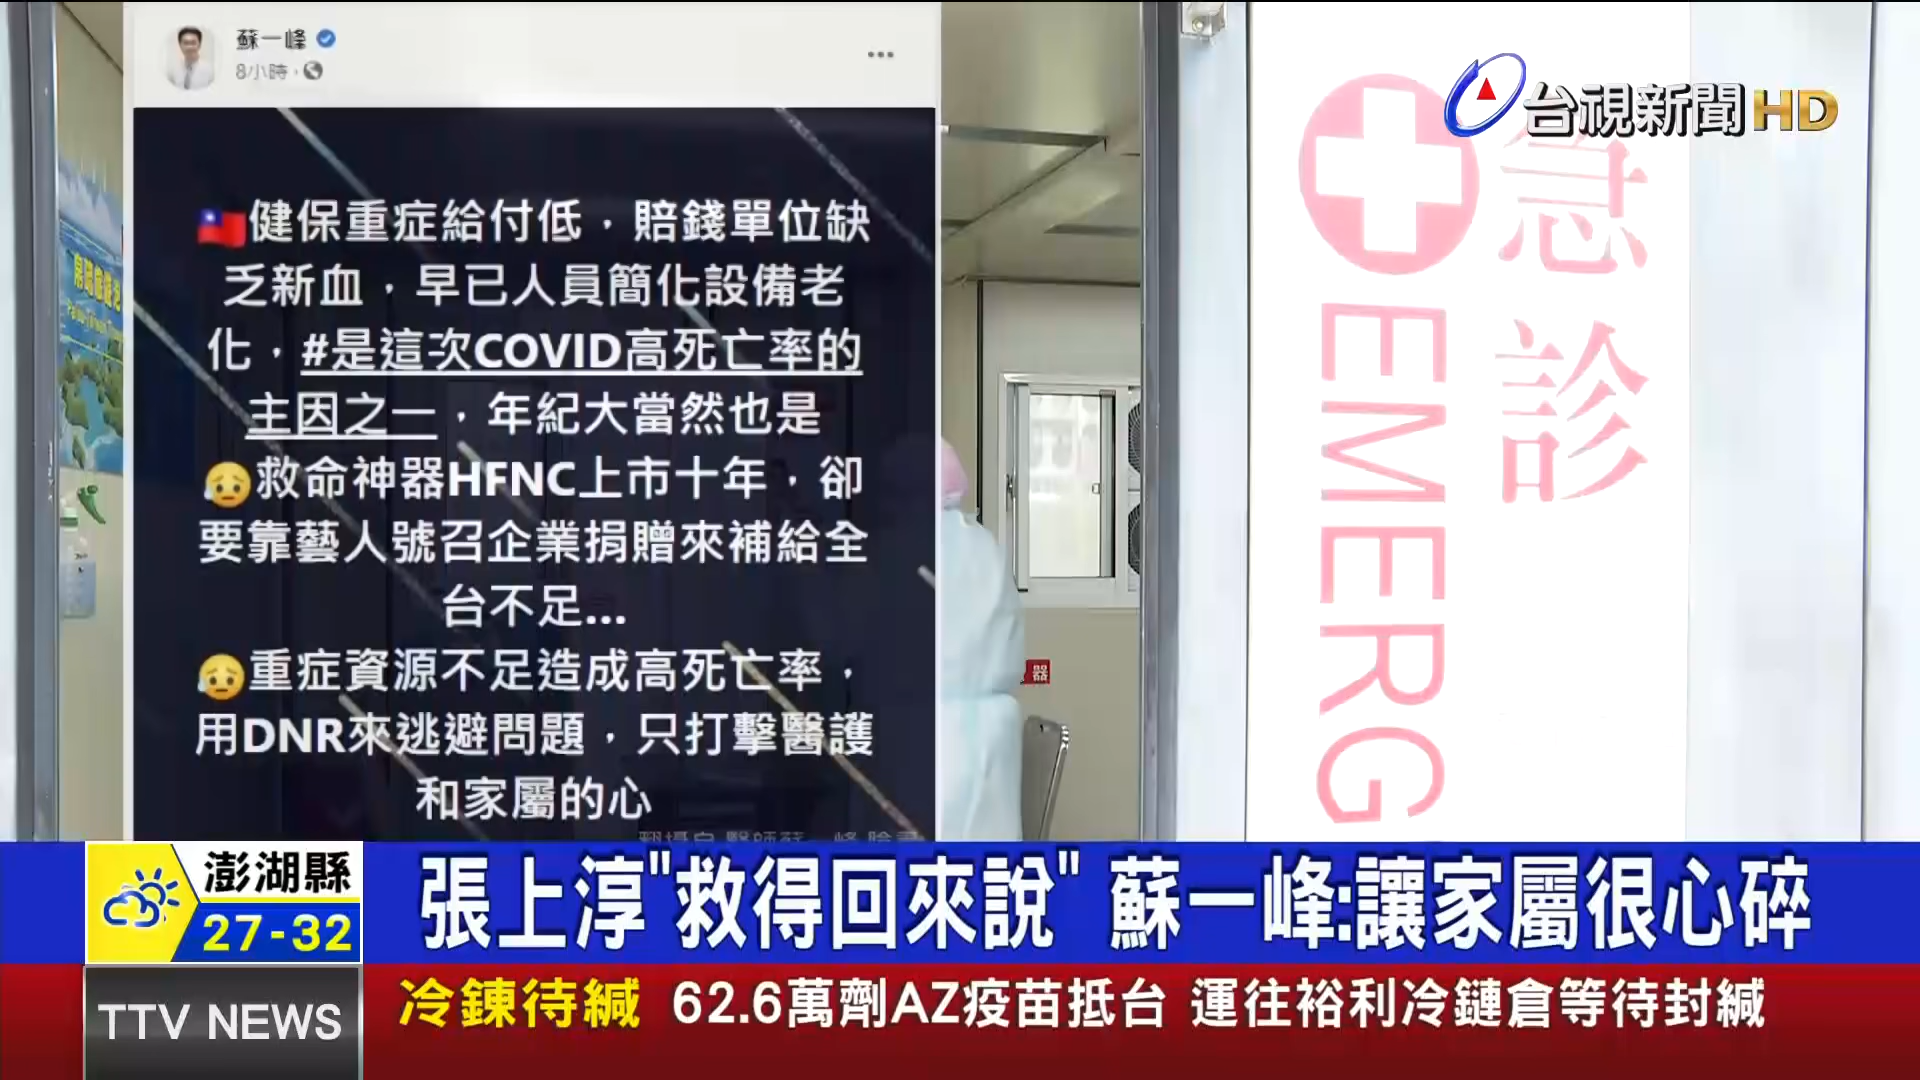 蘇一峰
8小時
台視新聞HD
健保重症給付低，賠錢單位缺
乏新血，早已人員簡化設備老
化，#是這次COVID高死亡率的
主因之一，年紀大當然也是
救命神器HFNC上市十年，卻
要靠藝人號召企業捐贈來補給全
台不足...
重症資源不足造成高死亡率，
用DNR來逃避問題，只打擊醫護
和家屬的心
急診
EMERG
器
澎湖縣
27-32
張上淳"救得回來說" 蘇一峰:讓家屬很心碎
TTV NEWS
冷鍊待緘 62.6萬劑AZ疫苗抵台 運往裕利冷鏈倉等待封緘